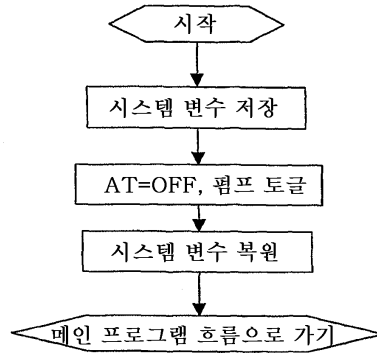 시작
시스템 변수 저장
AT=OFF, 펌프 토글
시스템 변수 복원
메인 프로그램 흐름으로 가기